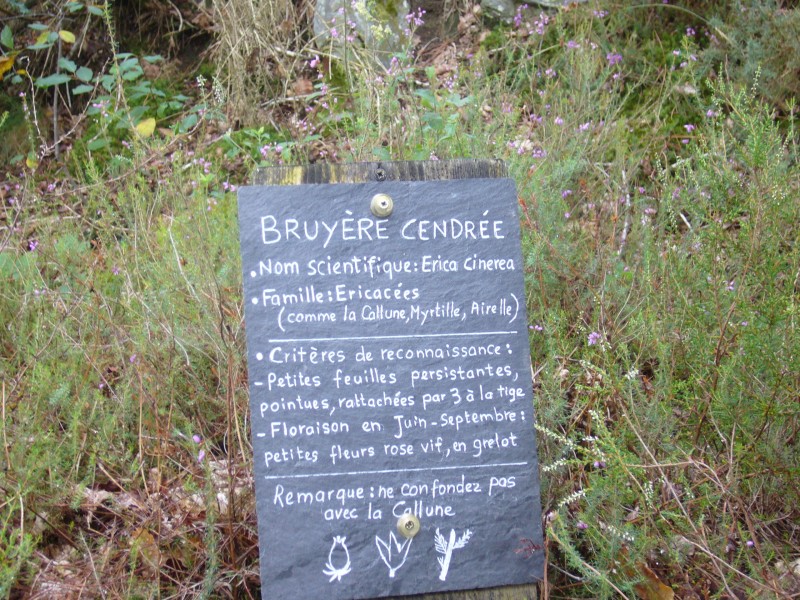 BRUYÈRE CENDRÉE
• Nom scientifique : Erica cinerea
• Famille : Ericacées
(comme la Callune, Myrtille, Airelle)
• Critères de reconnaissance :
- Petites feuilles persistantes,
pointues, rattachées par 3 à la tige
- Floraison en Juin - Septembre :
petites fleurs rose vif, en grelot
Remarque : ne confondez pas
avec la Callune